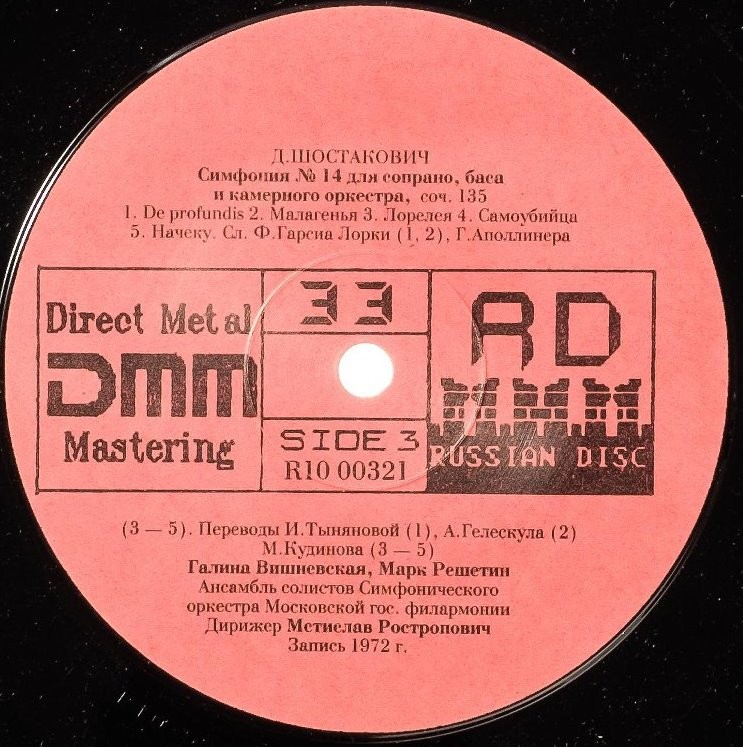 Д.ШОСТАКОВИЧ
Симфония № 14 для сопрано, баса
и камерного оркестра, соч. 135
1. De profundis 2. Малагенья 3. Лорелея 4. Самоубийца
5. Начеку. Сл. Ф.Гарсиа Лорки (1, 2), Г.Аполлинера
Direct Metal
DMM
Mastering
33
SIDE 3
R10 00321
RD
RUSSIAN DISC
(3 — 5). Переводы И.Тыняновой (1), А.Гелескула (2)
М.Кудинова (3 — 5)
Галина Вишневская, Марк Решетин
Ансамбль солистов Симфонического
оркестра Московской гос. филармонии
Дирижер Мстислав Ростропович
Запись 1972 г.